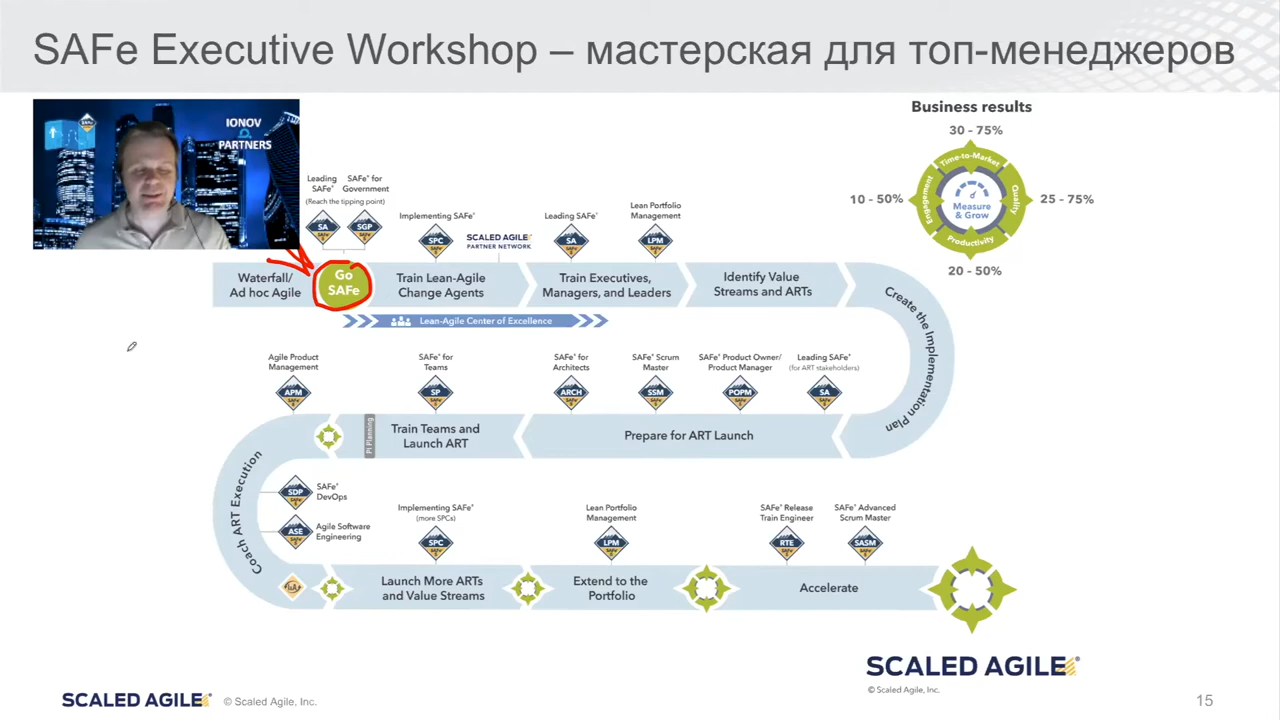 SAFe Executive Workshop – мастерская для топ-менеджеров
IONOV
PARTNERS
Business results
30 - 75%
Time-to-Market
10 - 50%
Engagement
Measure
& Grow
Quality
25 - 75%
Productivity
20 - 50%
Leading
SAFe®
SAFe® for
Government
(Reach the tipping point)
SA
SGP
Implementing SAFe®
SPC
SCALED AGILE®
PARTNER NETWORK
Leading SAFe®
SA
Lean Portfolio
Management
LPM
Waterfall/
Ad hoc Agile
Go
SAFe
Train Lean-Agile
Change Agents
Train Executives,
Managers, and Leaders
Identify Value
Streams and ARTs
Create the Implementation Plan
Lean-Agile Center of Excellence
Agile Product
Management
APM
SAFe® for
Teams
SP
SAFe® for
Architects
ARCH
SAFe® Scrum
Master
SSM
SAFe® Product Owner/
Product Manager
POPM
Leading SAFe®
(for ART stakeholders)
SA
PI Planning
Train Teams and
Launch ART
Prepare for ART Launch
Coach ART Execution
SDP
SAFe®
DevOps
ASE
Agile Software
Engineering
I&A
Implementing SAFe®
(more SPCs)
SPC
Lean Portfolio
Management
LPM
SAFe® Release
Train Engineer
RTE
SAFe® Advanced
Scrum Master
SASM
Launch More ARTs
and Value Streams
Extend to the
Portfolio
Accelerate
SCALED AGILE®
© Scaled Agile, Inc.
SCALED AGILE®
© Scaled Agile, Inc.
15